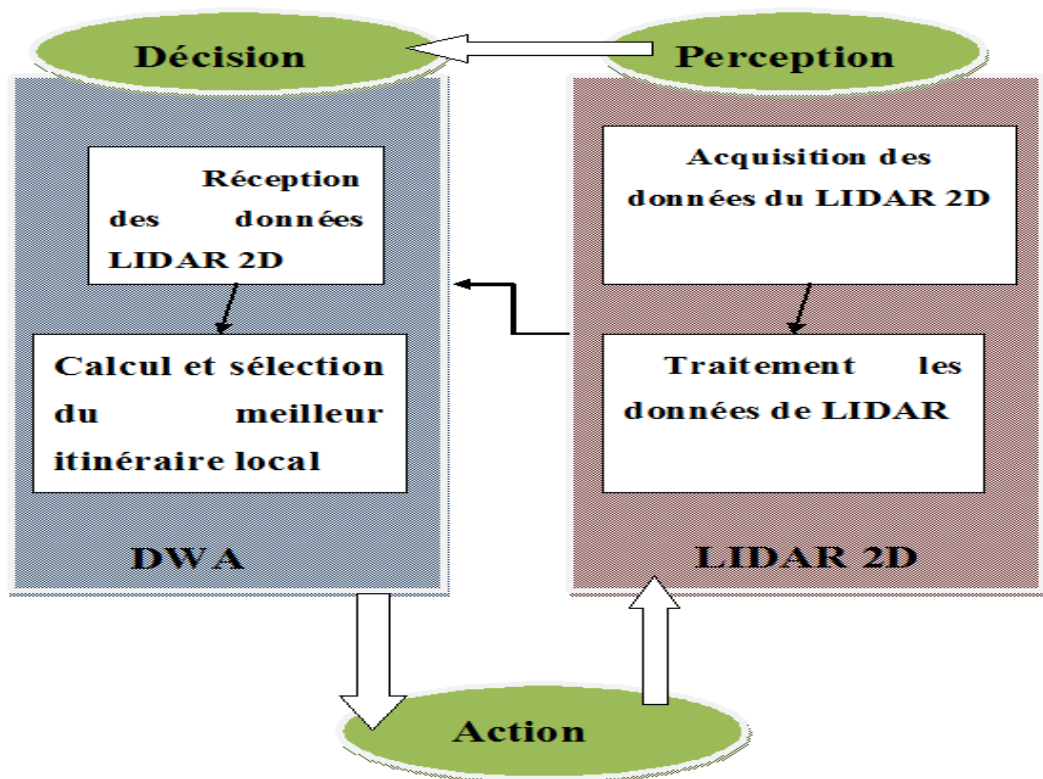 Décision
Perception
Réception
des données
LIDAR 2D
Calcul et sélection
du meilleur
itinéraire local
DWA
Acquisition des
données du LIDAR 2D
Traitement les
données de LIDAR
LIDAR 2D
Action